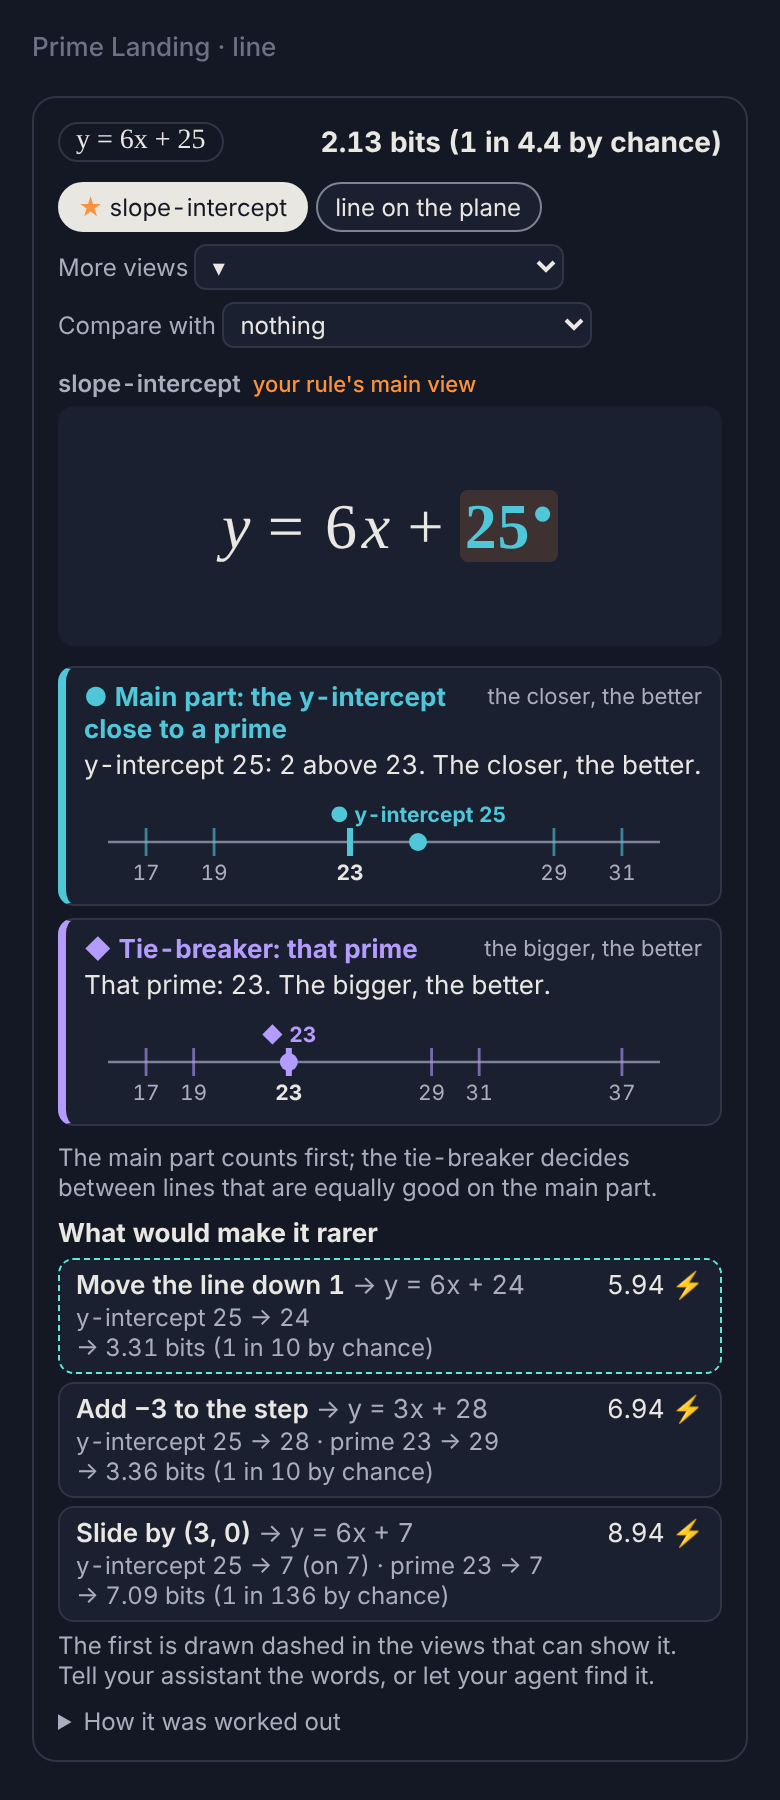 Prime Landing · line
y = 6x + 25
2.13 bits (1 in 4.4 by chance)
★ slope-intercept
line on the plane
More views ▼
Compare with nothing
slope-intercept your rule's main view
y = 6x + 25
Main part: the y-intercept close to a prime
the closer, the better
y-intercept 25: 2 above 23. The closer, the better.
y-intercept 25
17 19 23 29 31
Tie-breaker: that prime
the bigger, the better
That prime: 23. The bigger, the better.
23
17 19 23 29 31 37
The main part counts first; the tie-breaker decides
between lines that are equally good on the main part.
What would make it rarer
Move the line down 1 → y = 6x + 24 5.94 ⚡
y-intercept 25 → 24
→ 3.31 bits (1 in 10 by chance)
Add −3 to the step → y = 3x + 28 6.94 ⚡
y-intercept 25 → 28 · prime 23 → 29
→ 3.36 bits (1 in 10 by chance)
Slide by (3, 0) → y = 6x + 7 8.94 ⚡
y-intercept 25 → 7 (on 7) · prime 23 → 7
→ 7.09 bits (1 in 136 by chance)
The first is drawn dashed in the views that can show it.
Tell your assistant the words, or let your agent find it.
▶ How it was worked out